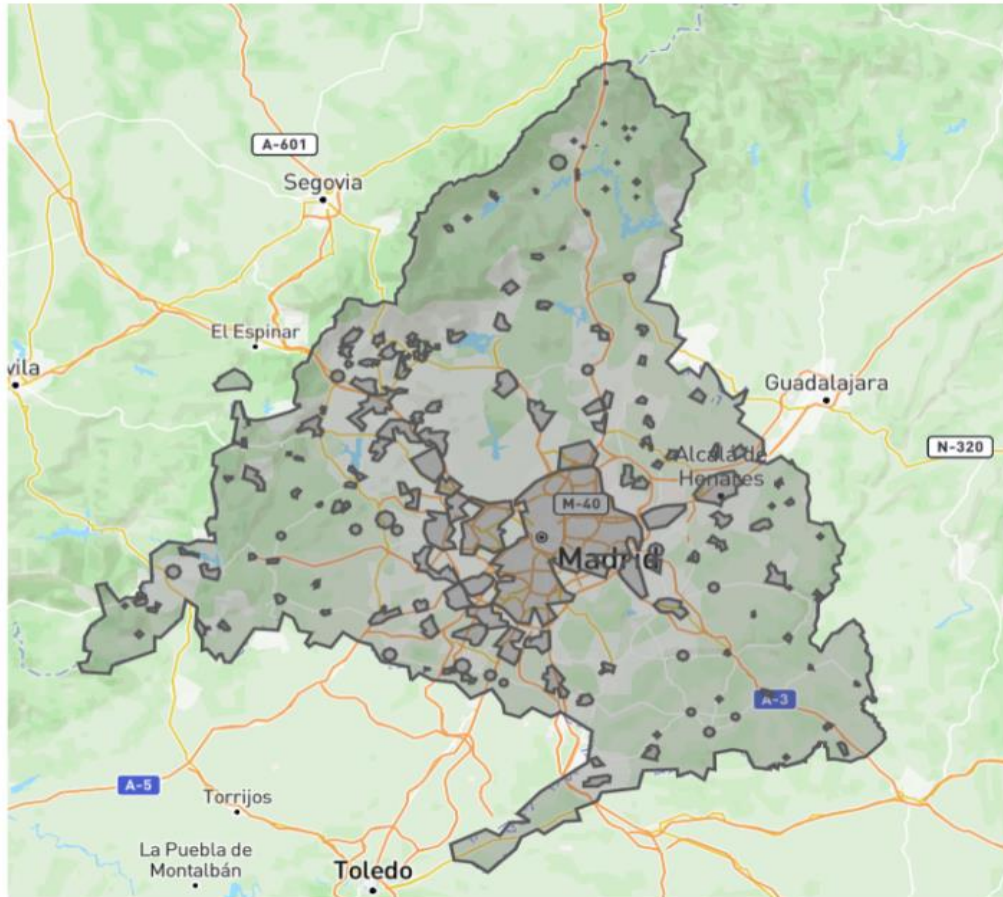 A-601
Segovia
El Espinar
vila
Guadalajara
N-320
Alcalá de
Henares
M-40
Madrid
A-3
A-5
Torrijos
La Puebla de
Montalbán
Toledo